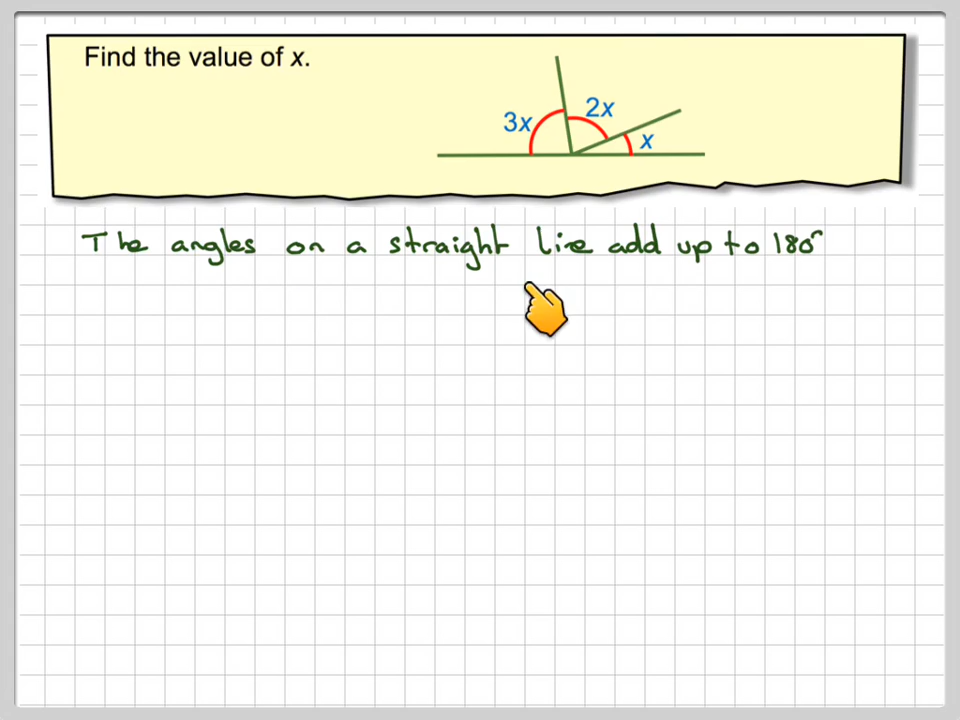 Find the value of x.
3x
2x
x
The angles on a straight line add up to 180°